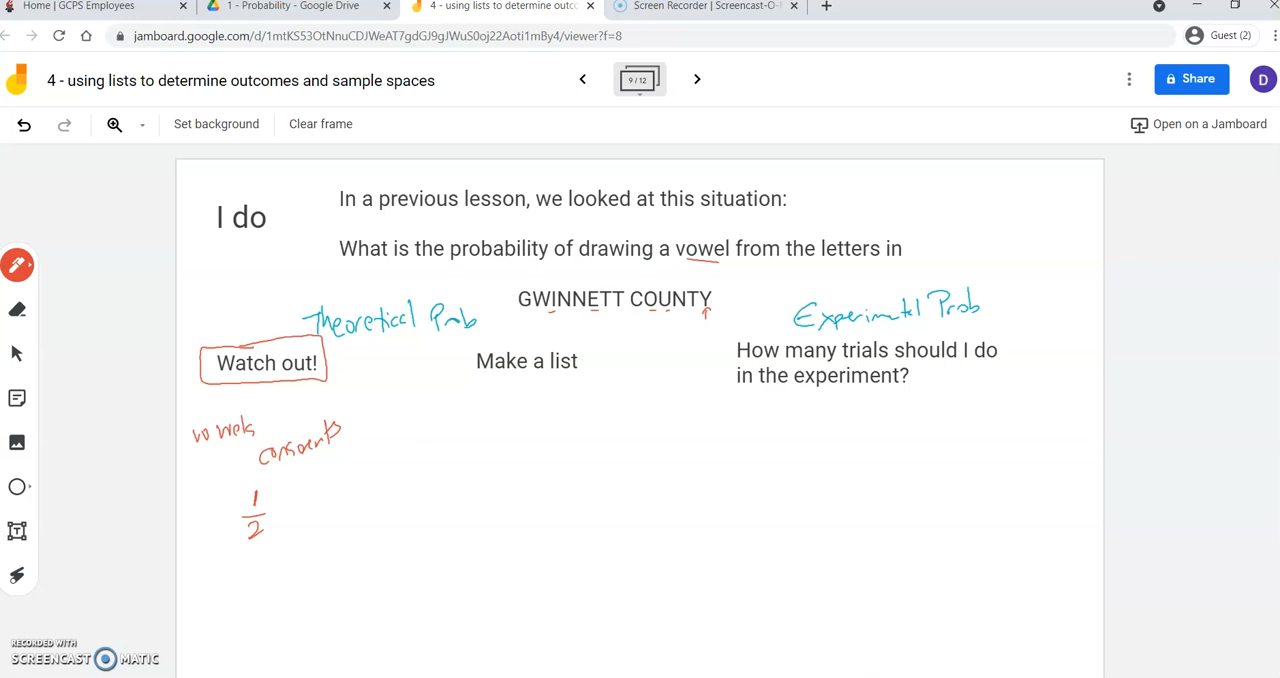 Home | GCPS Employees
1 - Probability - Google Drive
4 - using lists to determine outco
Screen Recorder | Screencast-O-
jamboard.google.com/d/1mtKS53OtNnuCDJWeAT7gdGJ9gJWuS0oj22Aoti1mBy4/viewer?f=8
Guest (2)
4 - using lists to determine outcomes and sample spaces
9 / 12
Share
D
Set background
Clear frame
Open on a Jamboard
I do
In a previous lesson, we looked at this situation:
What is the probability of drawing a vowel from the letters in
GWINNETT COUNTY
Theoretical Prob
Experimental Prob
Watch out!
Make a list
How many trials should I do
in the experiment?
vowels
consonents
1
2
RECORDED WITH
SCREENCAST MATIC